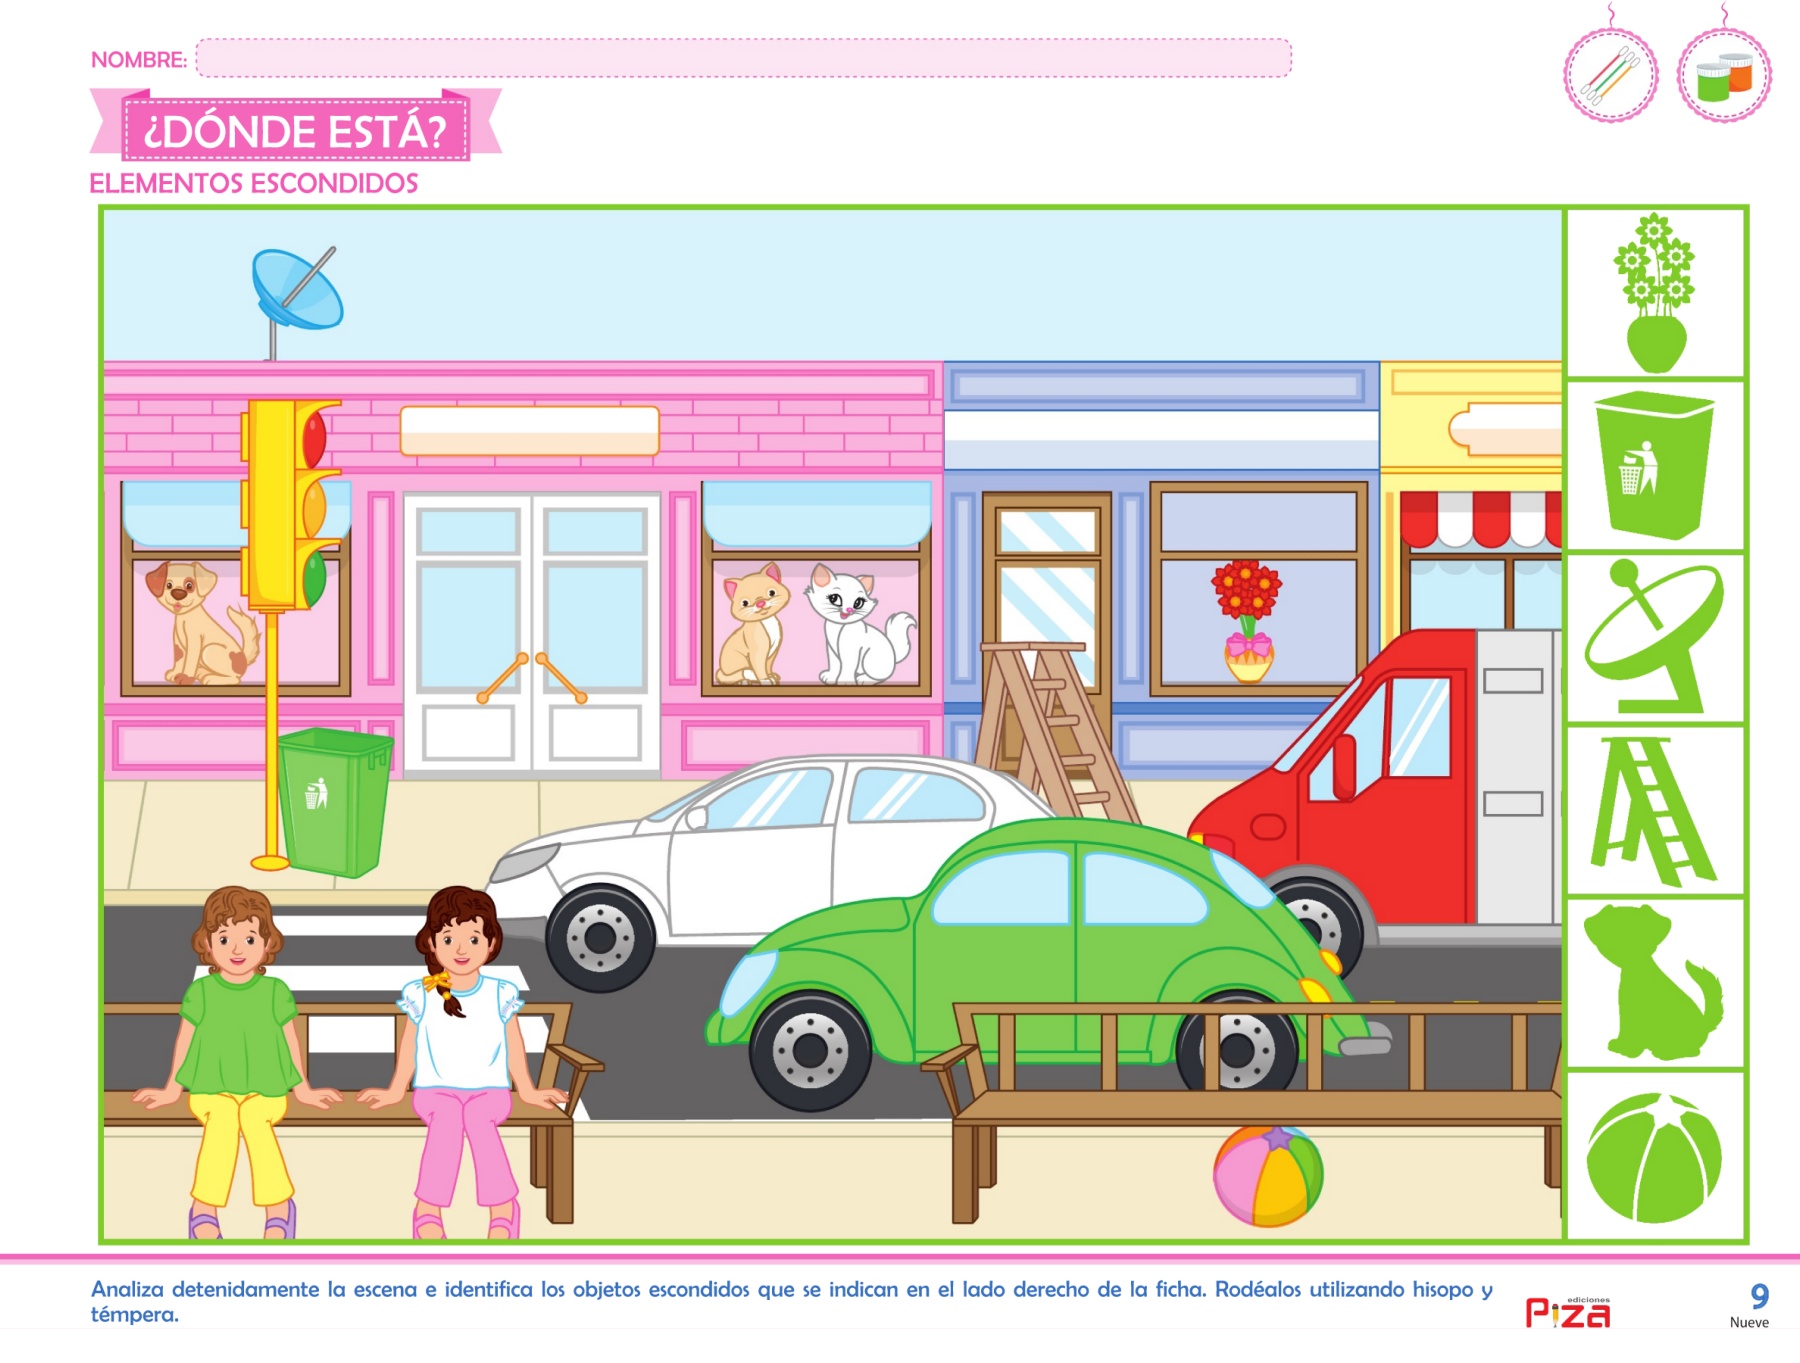 NOMBRE:
¿DÓNDE ESTÁ?
ELEMENTOS ESCONDIDOS
Analiza detenidamente la escena e identifica los objetos escondidos que se indican en el lado derecho de la ficha. Rodéalos utilizando hisopo y
témpera.
ediciones
Piza
9
Nueve